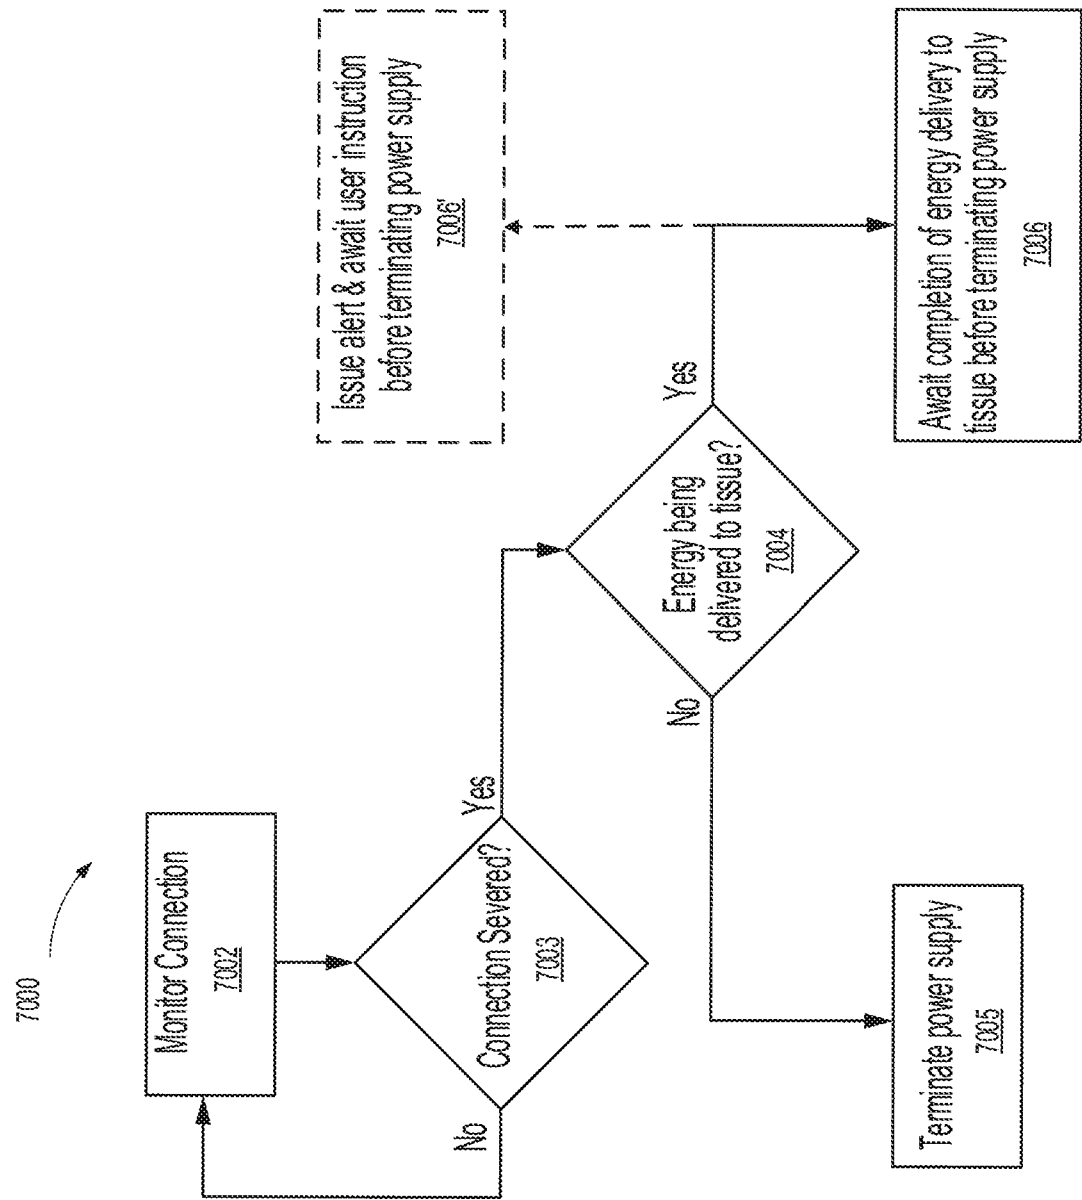 7000
Monitor Connection
7002
Connection Severed?
7003
No
Yes
Energy being
delivered to tissue?
7004
No
Yes
Terminate power supply
7005
Issue alert & await user instruction
before terminating power supply
7006'
Await completion of energy delivery to
tissue before terminating power supply
7006